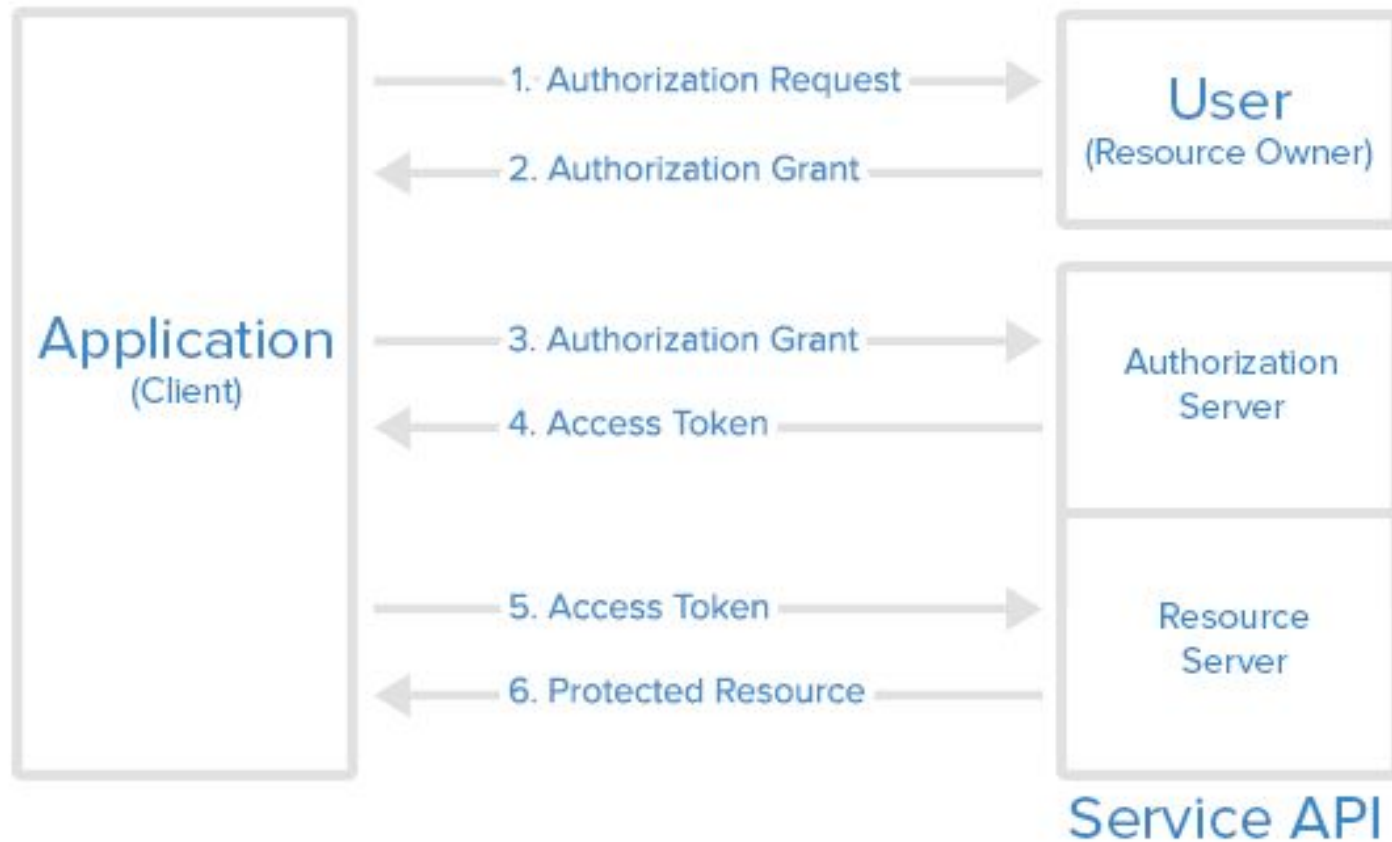 1. Authorization Request
User
(Resource Owner)
2. Authorization Grant
Application
(Client)
3. Authorization Grant
Authorization
Server
4. Access Token
5. Access Token
Resource
Server
6. Protected Resource
Service API